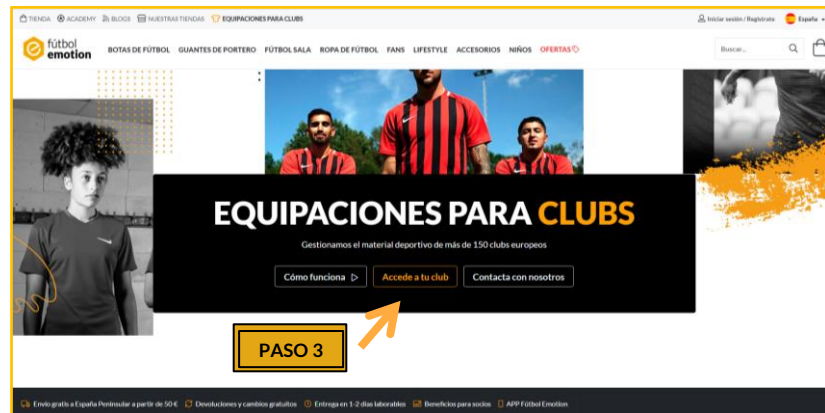 TIENDA ACADEMY BLOGS NUESTRAS TIENDAS EQUIPACIONES PARA CLUBS Iniciar sesión / Regístrate España
fútbol
emotion
BOTAS DE FÚTBOL GUANTES DE PORTERO FÚTBOL SALA ROPA DE FÚTBOL FANS LIFESTYLE ACCESORIOS NIÑOS OFERTAS
Buscar...
EQUIPACIONES PARA CLUBS
Gestionamos el material deportivo de más de 150 clubs europeos
Cómo funciona Accede a tu club Contacta con nosotros
PASO 3
Envío gratis a España Peninsular a partir de 50 € Devoluciones y cambios gratuitos Entrega en 1-2 días laborables Beneficios para socios APP Fútbol Emotion